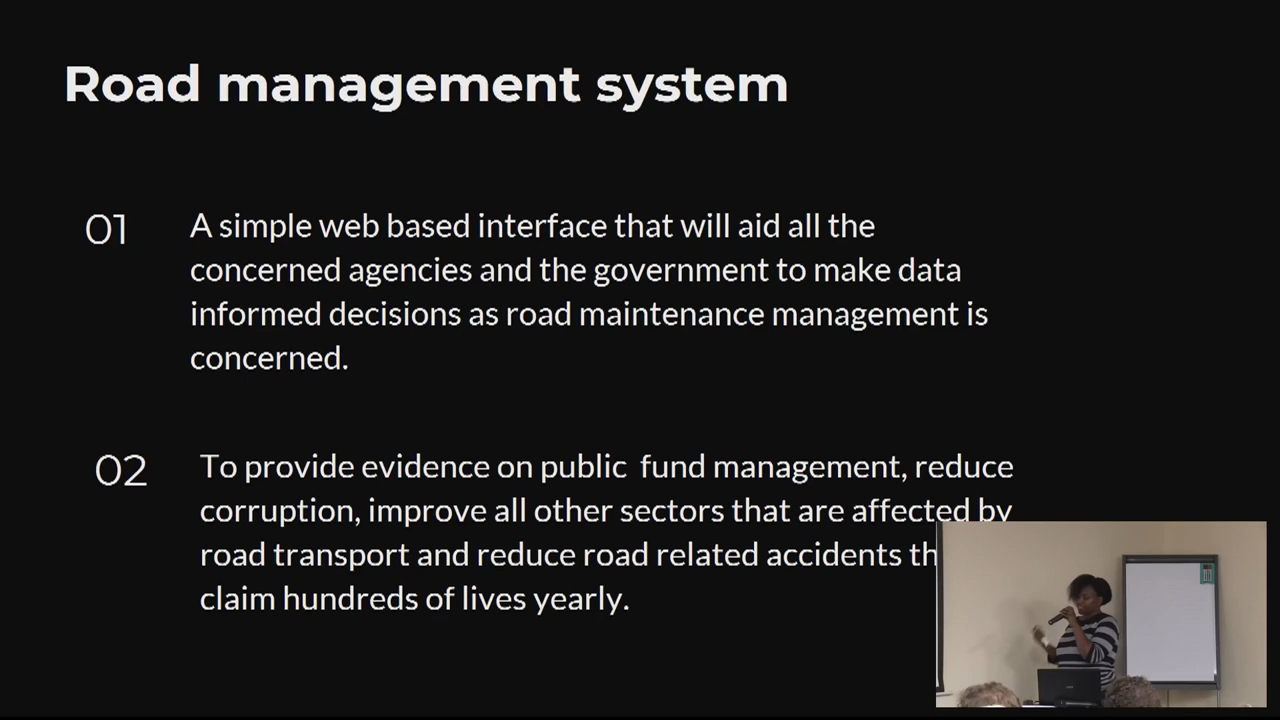 Road management system
01
A simple web based interface that will aid all the
concerned agencies and the government to make data
informed decisions as road maintenance management is
concerned.
02
To provide evidence on public fund management, reduce
corruption, improve all other sectors that are affected by
road transport and reduce road related accidents
claim hundreds of lives yearly.